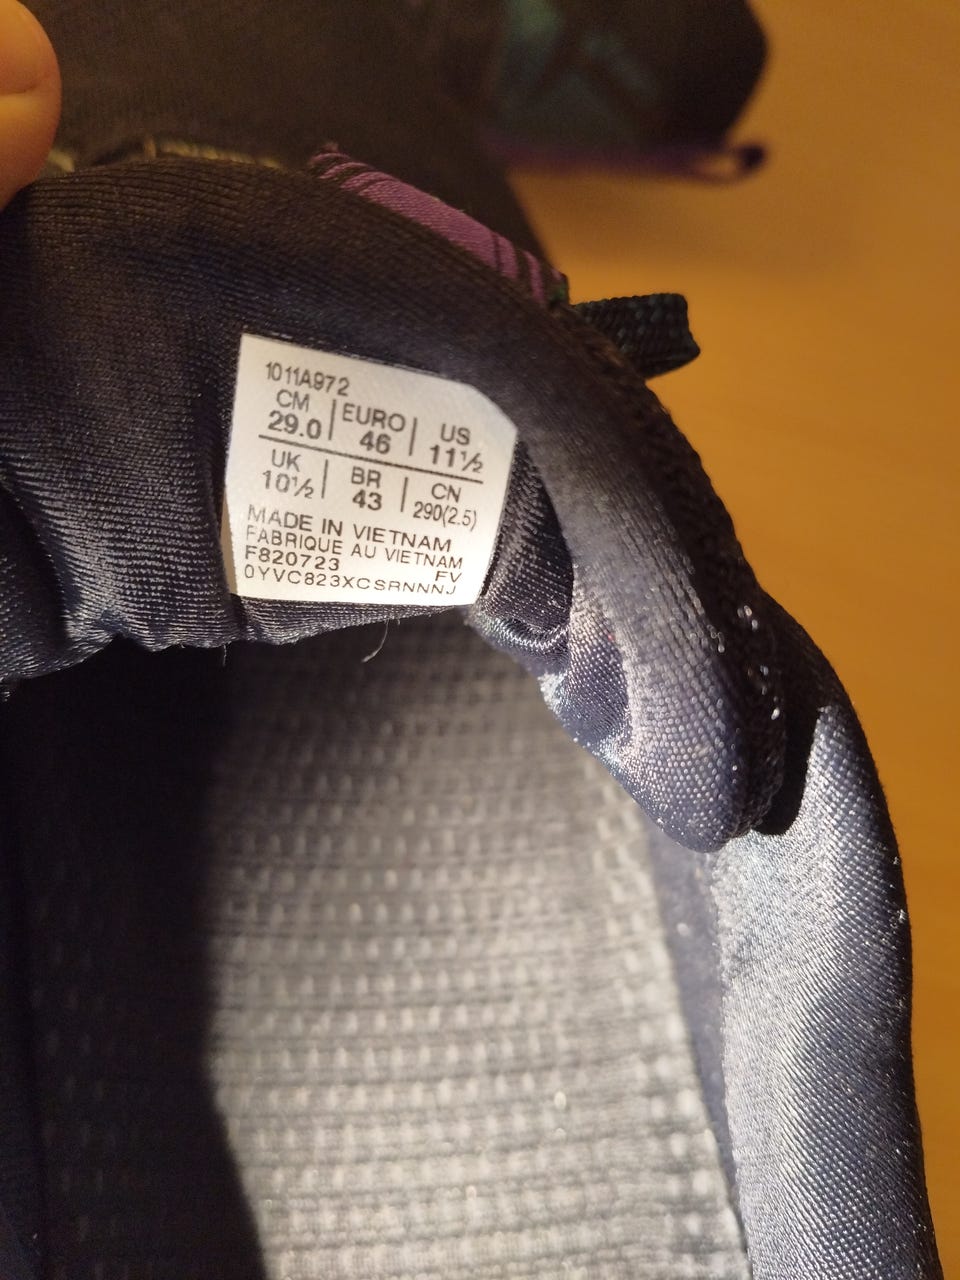 1011A972
CM | EURO | US
29.0 | 46 | 11½
UK | BR | CN
10½ | 43 | 290(2.5)
MADE IN VIETNAM
FABRIQUE AU VIETNAM
F820723 FV
0YVC823XCSRNNNJ